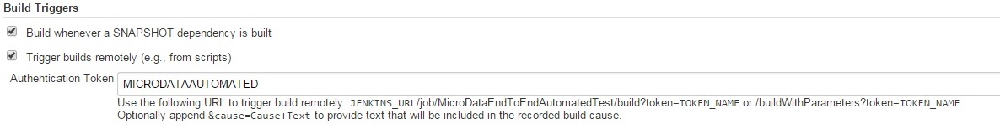 Build Triggers
Build whenever a SNAPSHOT dependency is built
Trigger builds remotely (e.g., from scripts)
Authentication Token MICRODATAAUTOMATED
Use the following URL to trigger build remotely: JENKINS_URL/job/MicroDataEndToEndAutomatedTest/build?token=TOKEN_NAME or /buildWithParameters?token=TOKEN_NAME
Optionally append &cause=Cause+Text to provide text that will be included in the recorded build cause.